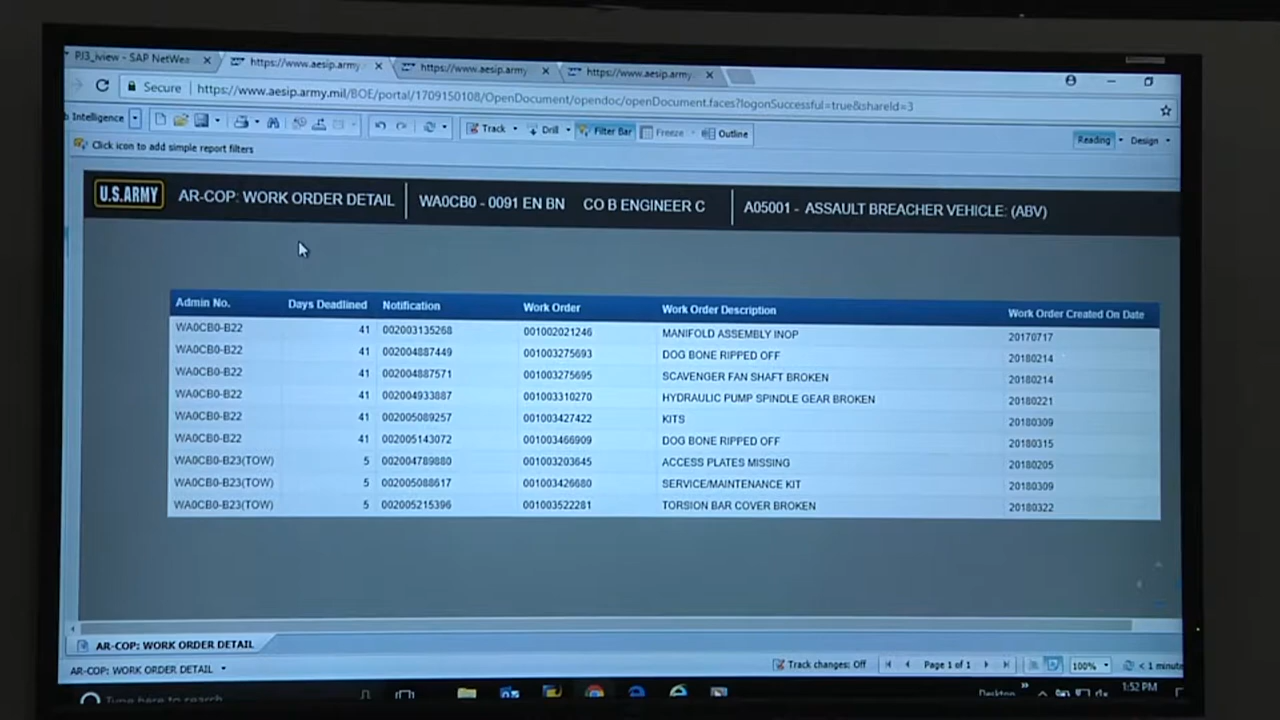 PJ3_iview - SAP NetWea × https://www.aesip.army × https://www.aesip.army × https://www.aesip.army. ×
Secure https://www.aesip.army.mil/BOE/portal/1709150108/OpenDocument/opendoc/openDocument.faces?logonSuccessful=true&shareId=3
b Intelligence Track Drill Filter Bar Freeze Outline Reading Design
Click icon to add simple report filters
U.S.ARMY AR-COP: WORK ORDER DETAIL WA0CB0 - 0091 EN BN CO B ENGINEER C A05001 - ASSAULT BREACHER VEHICLE: (ABV)
Admin No. Days Deadlined Notification Work Order Work Order Description Work Order Created On Date
WA0CB0-B22 41 002003135268 001002021246 MANIFOLD ASSEMBLY INOP 20170717
WA0CB0-B22 41 002004887449 001003275693 DOG BONE RIPPED OFF 20180214
WA0CB0-B22 41 002004887571 001003275695 SCAVENGER FAN SHAFT BROKEN 20180214
WA0CB0-B22 41 002004933887 001003310270 HYDRAULIC PUMP SPINDLE GEAR BROKEN 20180221
WA0CB0-B22 41 002005089257 001003427422 KITS 20180309
WA0CB0-B22 41 002005143072 001003466909 DOG BONE RIPPED OFF 20180315
WA0CB0-B23(TOW) 5 002004789880 001003203645 ACCESS PLATES MISSING 20180205
WA0CB0-B23(TOW) 5 002005088617 001003426680 SERVICE/MAINTENANCE KIT 20180309
WA0CB0-B23(TOW) 5 002005215396 001003522281 TORSION BAR COVER BROKEN 20180322
AR-COP: WORK ORDER DETAIL
AR-COP: WORK ORDER DETAIL Track changes: Off Page 1 of 1 100% < 1 minute
Type here to search Desktop 1:52 PM